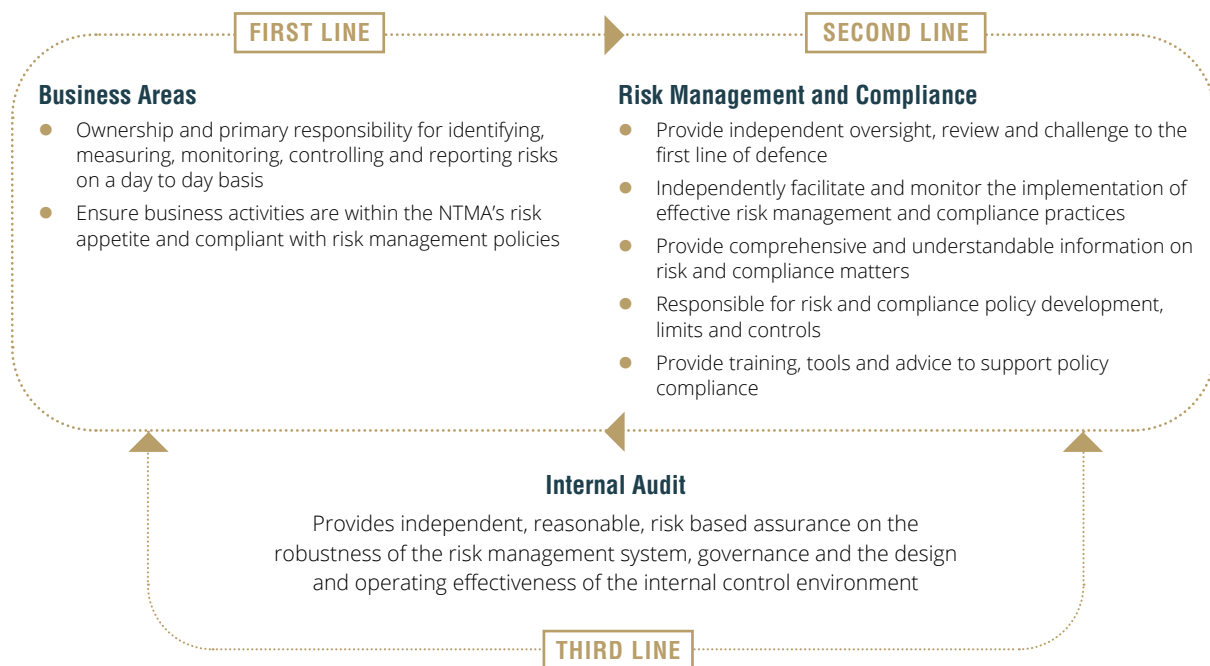 FIRST LINE
SECOND LINE
Business Areas
● Ownership and primary responsibility for identifying,
measuring, monitoring, controlling and reporting risks
on a day to day basis
● Ensure business activities are within the NTMA’s risk
appetite and compliant with risk management policies
Risk Management and Compliance
● Provide independent oversight, review and challenge to the
first line of defence
● Independently facilitate and monitor the implementation of
effective risk management and compliance practices
● Provide comprehensive and understandable information on
risk and compliance matters
● Responsible for risk and compliance policy development,
limits and controls
● Provide training, tools and advice to support policy
compliance
Internal Audit
Provides independent, reasonable, risk based assurance on the
robustness of the risk management system, governance and the design
and operating effectiveness of the internal control environment
THIRD LINE